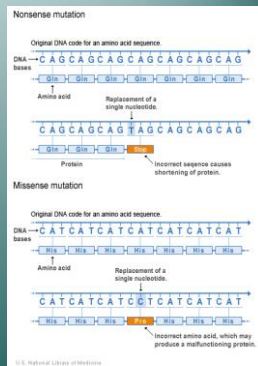 Nonsense mutation
Original DNA code for an amino acid sequence.
DNA bases
C A G C A G C A G C A G C A G C A G C A G
Gln Gln Gln Gln Gln Gln Gln
Amino acid
Replacement of a single nucleotide.
C A G C A G C A G T A G C A G C A G C A G
Gln Gln Gln Stop
Protein
Incorrect seqence causes shortening of protein.
Missense mutation
Original DNA code for an amino acid sequence.
DNA bases
C A T C A T C A T C A T C A T C A T C A T
His His His His His His His
Amino acid
Replacement of a single nucleotide.
C A T C A T C A T C C T C A T C A T C A T
His His His Pro His His His
Incorrect amino acid, which may produce a malfunctioning protein.
U.S. National Library of Medicine